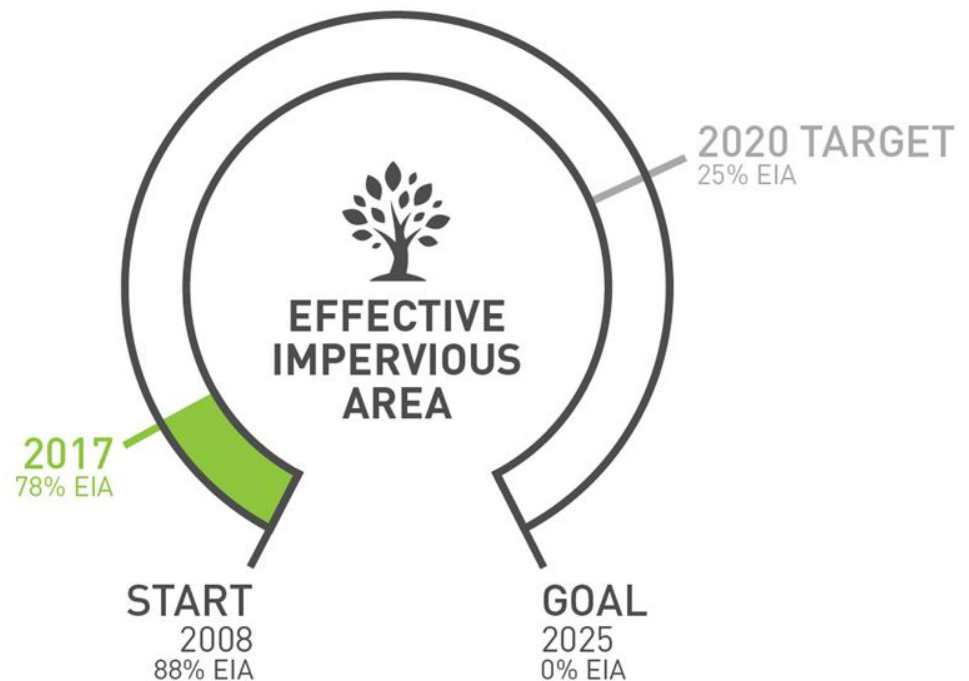 2020 TARGET
25% EIA
EFFECTIVE
IMPERVIOUS
AREA
2017
78% EIA
START
2008
88% EIA
GOAL
2025
0% EIA